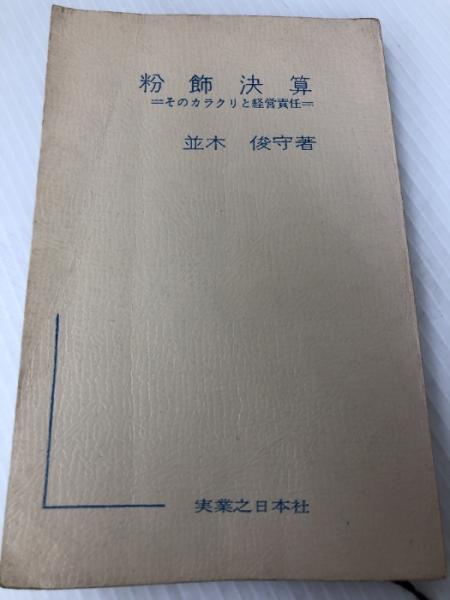 粉飾決算
=そのカラクリと経営責任=
並木 俊守著
実業之日本社